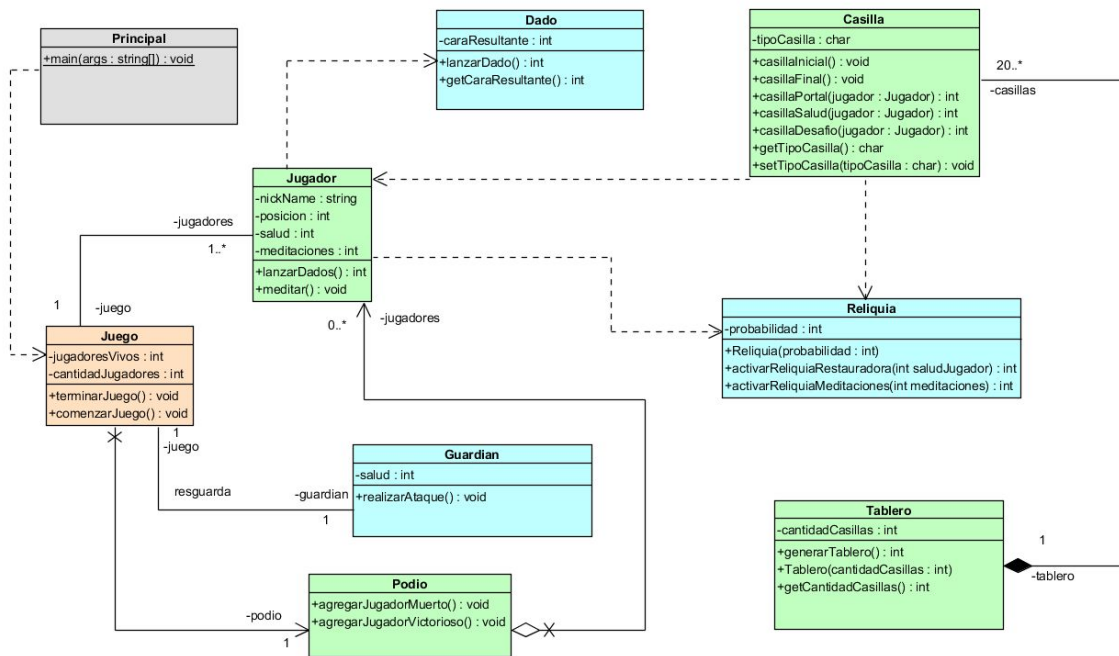 Principal
+main(args : string[]) : void
Dado
-caraResultante : int
+lanzarDado() : int
+getCaraResultante() : int
Casilla
-tipoCasilla : char
+casillaInicial() : void
+casillaFinal() : void
+casillaPortal(jugador : Jugador) : int
+casillaSalud(jugador : Jugador) : int
+casillaDesafio(jugador : Jugador) : int
+getTipoCasilla() : char
+setTipoCasilla(tipoCasilla : char) : void
20..*
-casillas
Jugador
-nickName : string
-posicion : int
-salud : int
-meditaciones : int
+lanzarDados() : int
+meditar() : void
-jugadores
1..*
1
-juego
0..*
-jugadores
Juego
-jugadoresVivos : int
-cantidadJugadores : int
+terminarJuego() : void
+comenzarJuego() : void
1
-juego
Reliquia
-probabilidad : int
+Reliquia(probabilidad : int)
+activarReliquiaRestauradora(int saludJugador) : int
+activarReliquiaMeditaciones(int meditaciones) : int
resguarda
-guardian
1
Guardian
-salud : int
+realizarAtaque() : void
Tablero
-cantidadCasillas : int
+generarTablero() : int
+Tablero(cantidadCasillas : int)
+getCantidadCasillas() : int
1
-tablero
Podio
+agregarJugadorMuerto() : void
+agregarJugadorVictorioso() : void
-podio
1